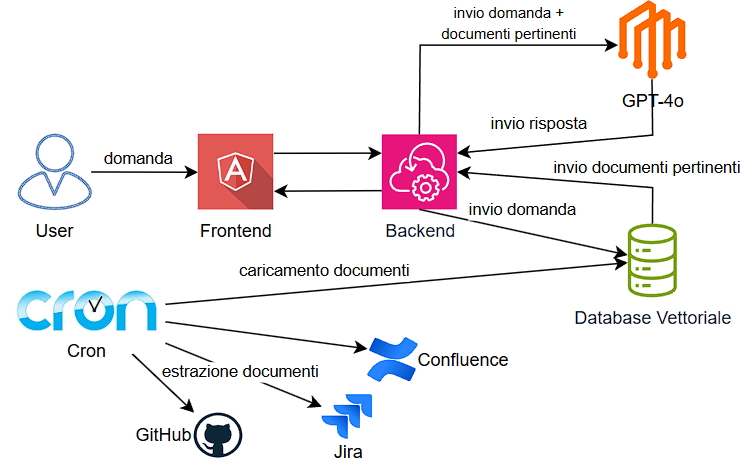 invio domanda +
documenti pertinenti
GPT-4o
invio risposta
domanda
invio documenti pertinenti
User
Frontend
Backend
invio domanda
caricamento documenti
cron
Database Vettoriale
Cron
Confluence
estrazione documenti
GitHub
Jira
A